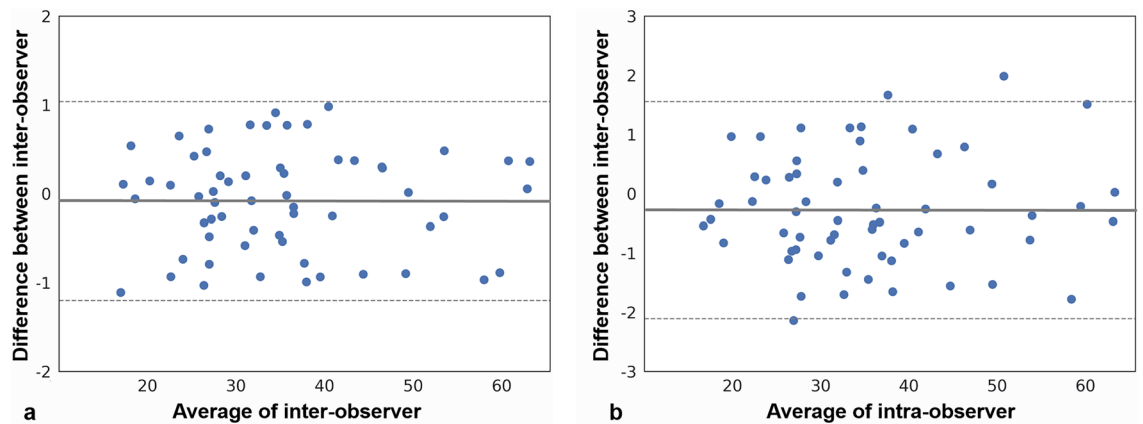 Difference between inter-observer
2
1
0
-1
-2
20 30 40 50 60
a Average of inter-observer
Difference between inter-observer
3
2
1
0
-1
-2
-3
20 30 40 50 60
b Average of intra-observer